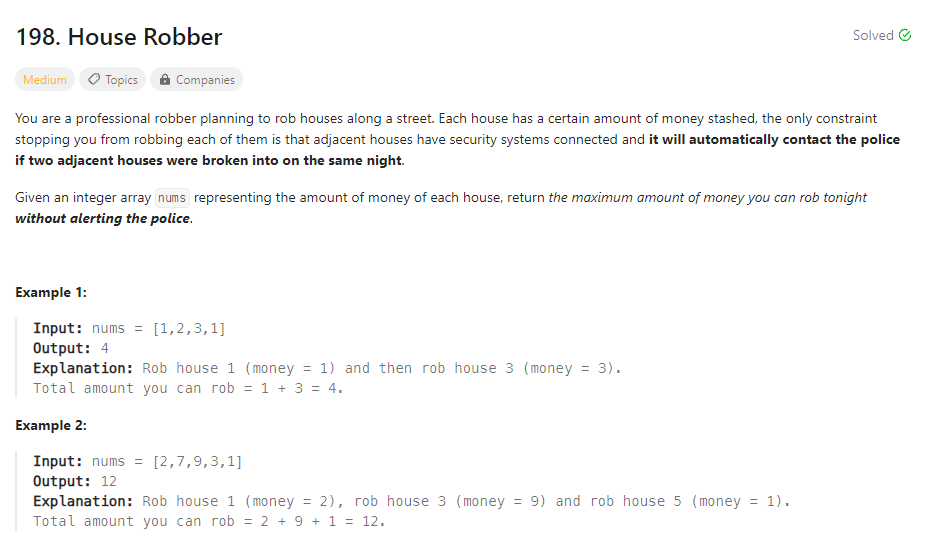 198. House Robber
Solved
Medium
Topics
Companies
You are a professional robber planning to rob houses along a street. Each house has a certain amount of money stashed, the only constraint
stopping you from robbing each of them is that adjacent houses have security systems connected and it will automatically contact the police
if two adjacent houses were broken into on the same night.
Given an integer array nums representing the amount of money of each house, return the maximum amount of money you can rob tonight
without alerting the police.
Example 1:
Input: nums = [1,2,3,1]
Output: 4
Explanation: Rob house 1 (money = 1) and then rob house 3 (money = 3).
Total amount you can rob = 1 + 3 = 4.
Example 2:
Input: nums = [2,7,9,3,1]
Output: 12
Explanation: Rob house 1 (money = 2), rob house 3 (money = 9) and rob house 5 (money = 1).
Total amount you can rob = 2 + 9 + 1 = 12.